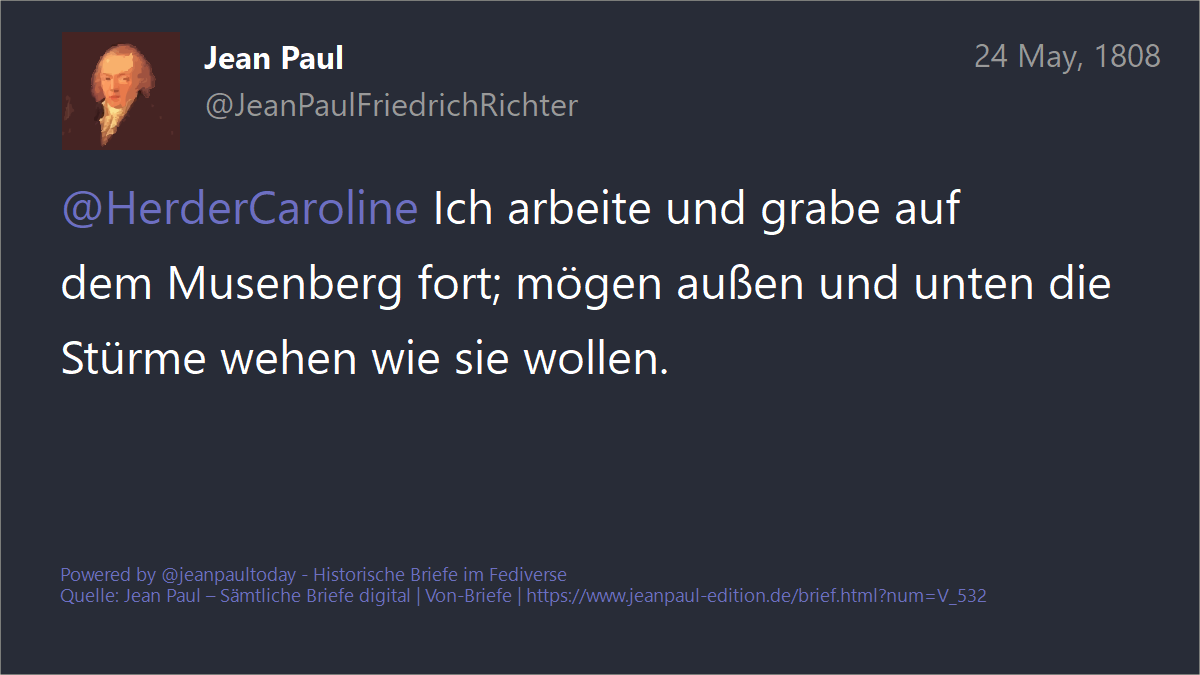 Jean Paul
24 May, 1808
@JeanPaulFriedrichRichter
@HerderCaroline Ich arbeite und grabe auf
dem Musenberg fort; mögen außen und unten die
Stürme wehen wie sie wollen.
Powered by @jeanpaultoday - Historische Briefe im Fediverse
Quelle: Jean Paul – Sämtliche Briefe digital | Von-Briefe | https://www.jeanpaul-edition.de/brief.html?num=V_532